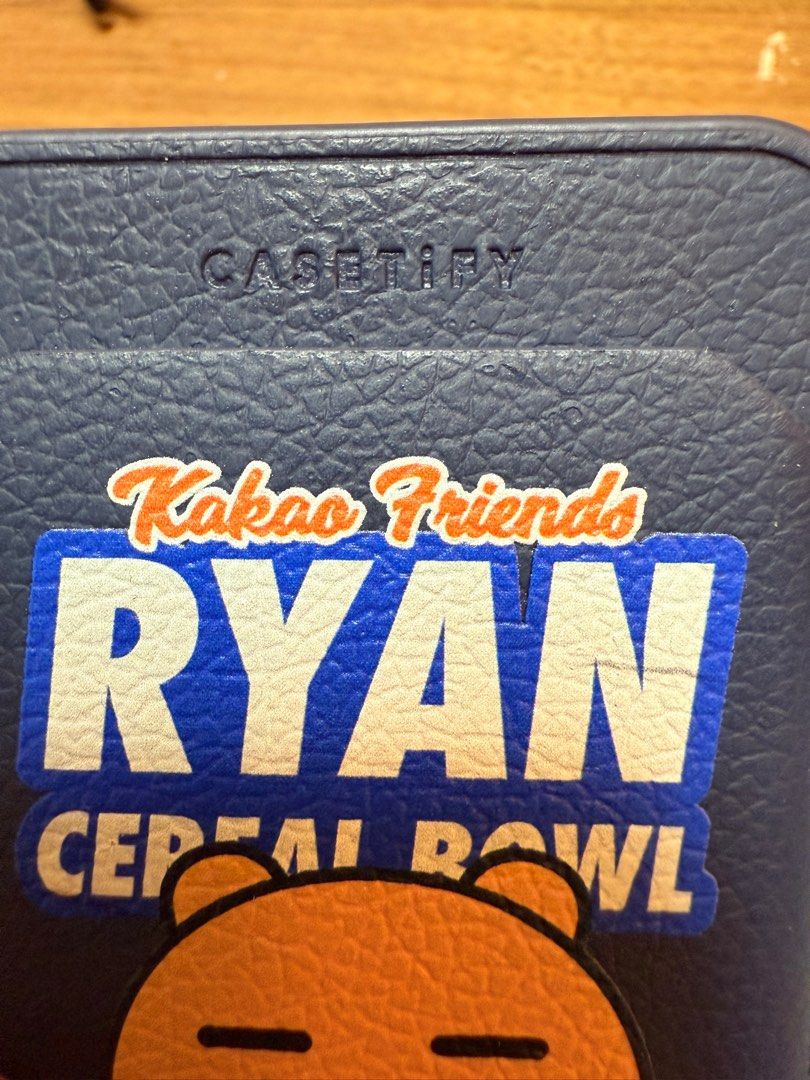 CASETiFY
Kakao Friends
RYAN
CEREAL BOWL